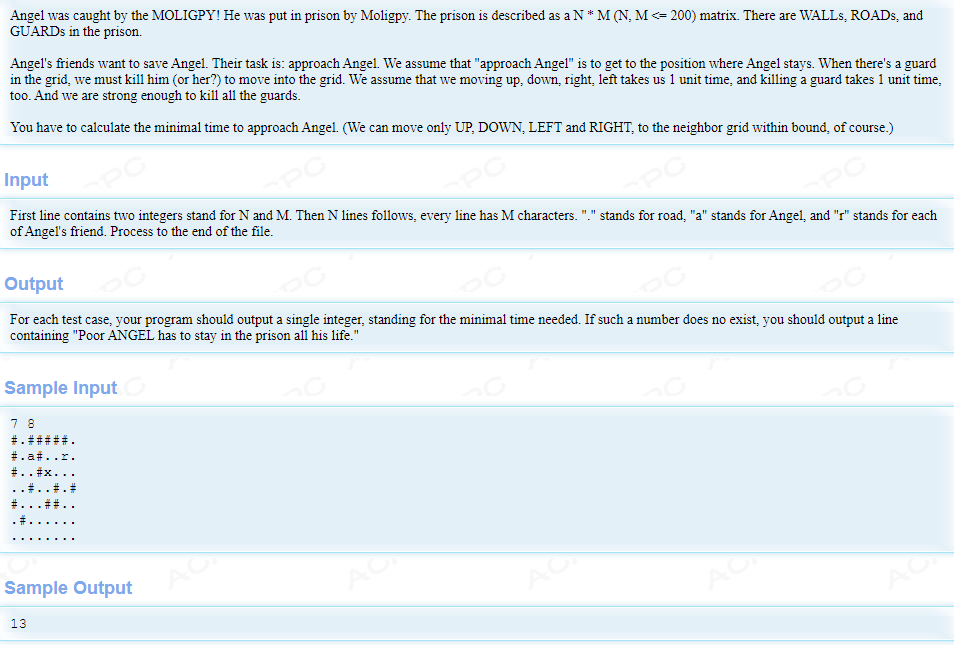 Angel was caught by the MOLIGPY! He was put in prison by Moligpy. The prison is described as a N * M (N, M <= 200) matrix. There are WALLs, ROADs, and
GUARDs in the prison.
Angel's friends want to save Angel. Their task is: approach Angel. We assume that "approach Angel" is to get to the position where Angel stays. When there's a guard
in the grid, we must kill him (or her?) to move into the grid. We assume that we moving up, down, right, left takes us 1 unit time, and killing a guard takes 1 unit time,
too. And we are strong enough to kill all the guards.
You have to calculate the minimal time to approach Angel. (We can move only UP, DOWN, LEFT and RIGHT, to the neighbor grid within bound, of course.)
Input
First line contains two integers stand for N and M. Then N lines follows, every line has M characters. "." stands for road, "a" stands for Angel, and "r" stands for each
of Angel's friend. Process to the end of the file.
Output
For each test case, your program should output a single integer, standing for the minimal time needed. If such a number does no exist, you should output a line
containing "Poor ANGEL has to stay in the prison all his life."
Sample Input
7 8
#.#####.
#.a#..r.
#..#x...
..#..#.#
#...##..
.#......
........
Sample Output
13